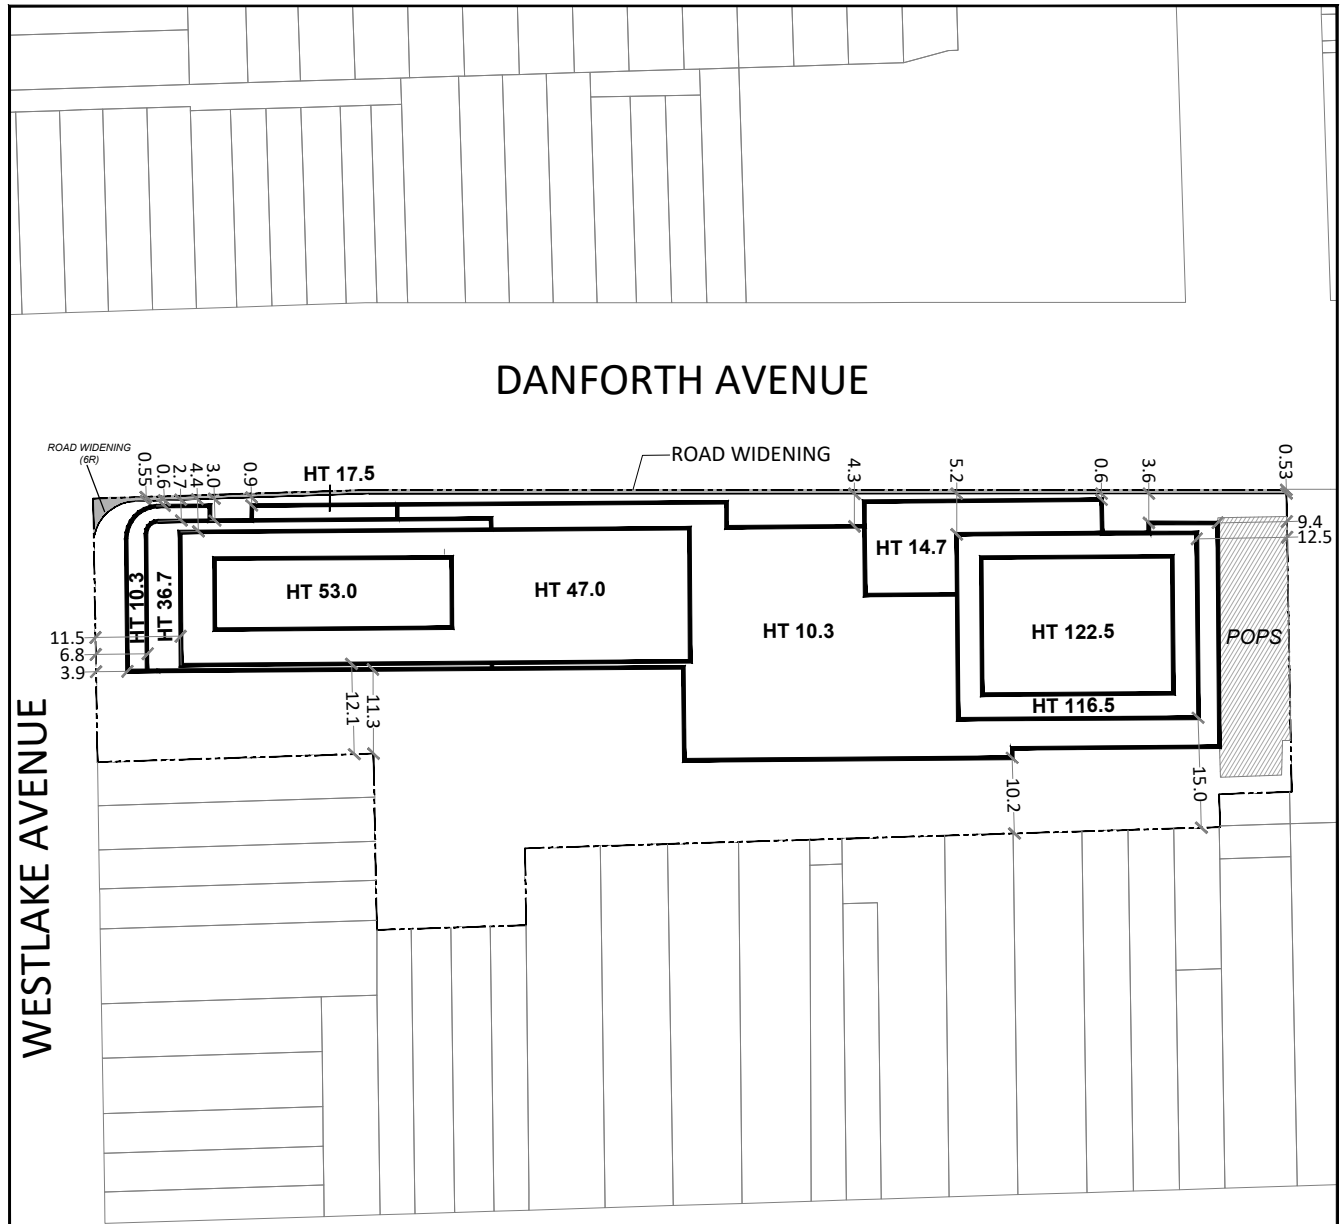 DANFORTH AVENUE
ROAD WIDENING
(6R)
ROAD WIDENING
0.55
0.6
2.7
4.4
3.0
0.9
HT 17.5
4.3
5.2
0.6
3.6
0.53
9.4
12.5
HT 10.3
HT 36.7
HT 53.0
HT 47.0
HT 14.7
HT 10.3
HT 122.5
HT 116.5
POPS
11.5
6.8
3.9
12.1
11.3
10.2
15.0
WESTLAKE AVENUE